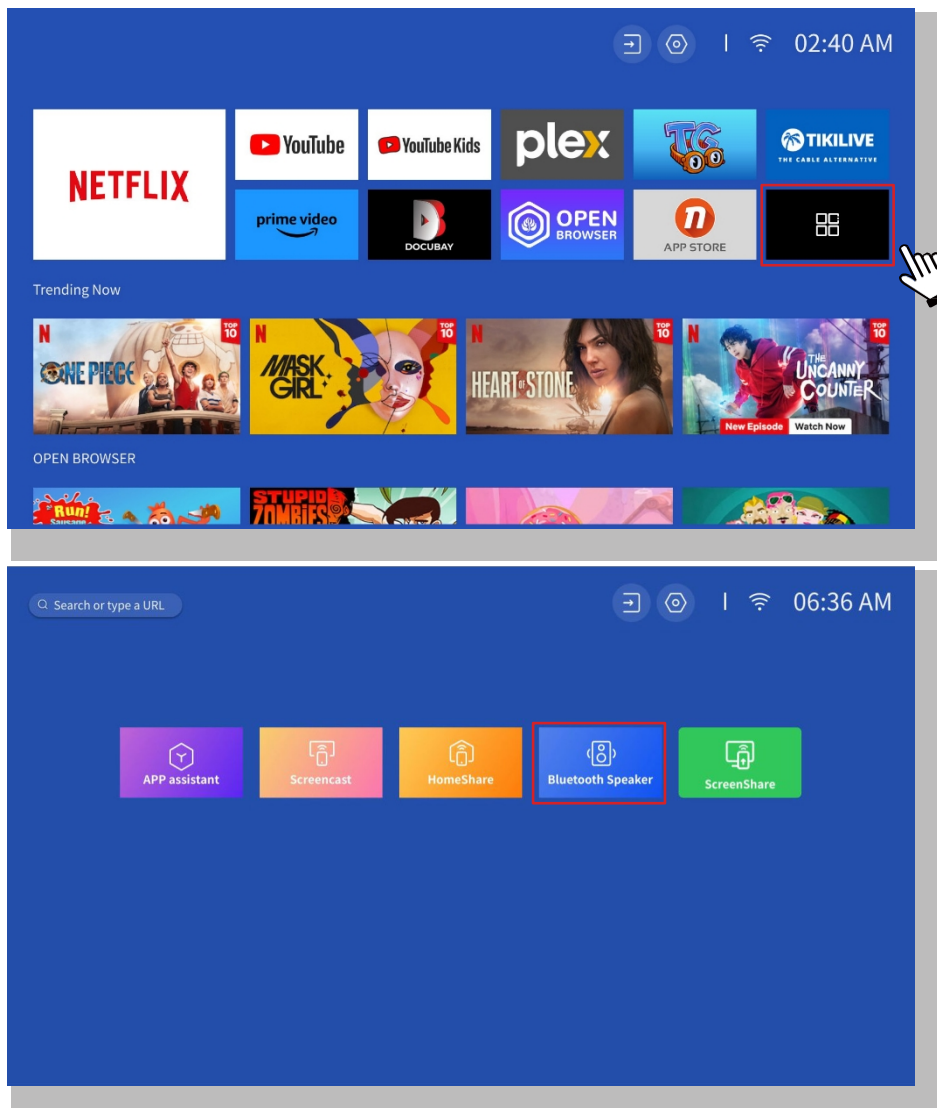 02:40 AM
NETFLIX
YouTube
YouTube Kids
plex
TG
TIKILIVE
THE CABLE ALTERNATIVE
prime video
DOCUBAY
OPEN
BROWSER
n
APP STORE
Trending Now
N
TOP
10
ONE PIECE
N
TOP
10
MASK
GIRL
N
TOP
10
HEART OF STONE
N
TOP
10
THE
UNCANNY
COUNTER
New Episode
Watch Now
OPEN BROWSER
Run!
Sausage
STUPID
ZOMBIES
Search or type a URL
06:36 AM
APP assistant
Screencast
HomeShare
Bluetooth Speaker
ScreenShare